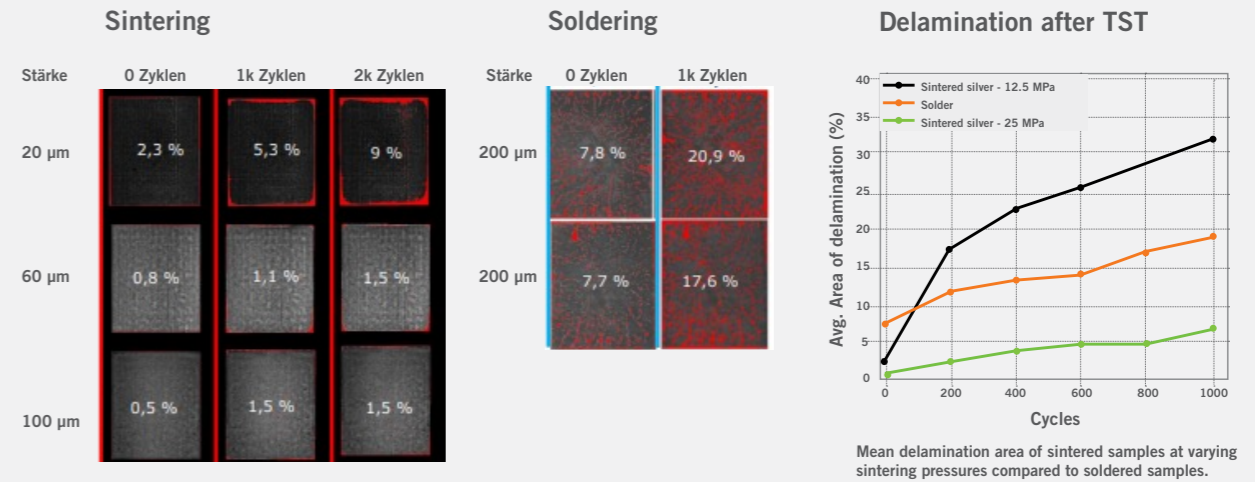 Sintering
Stärke 0 Zyklen 1k Zyklen 2k Zyklen
20 µm 2,3 % 5,3 % 9 %
60 µm 0,8 % 1,1 % 1,5 %
100 µm 0,5 % 1,5 % 1,5 %
Soldering
Stärke 0 Zyklen 1k Zyklen
200 µm 7,8 % 20,9 %
200 µm 7,7 % 17,6 %
Delamination after TST
Sintered silver - 12.5 MPa
Solder
Sintered silver - 25 MPa
Avg. Area of delamination (%)
40
35
30
25
20
15
10
5
0
0 200 400 600 800 1000
Cycles
Mean delamination area of sintered samples at varying
sintering pressures compared to soldered samples.